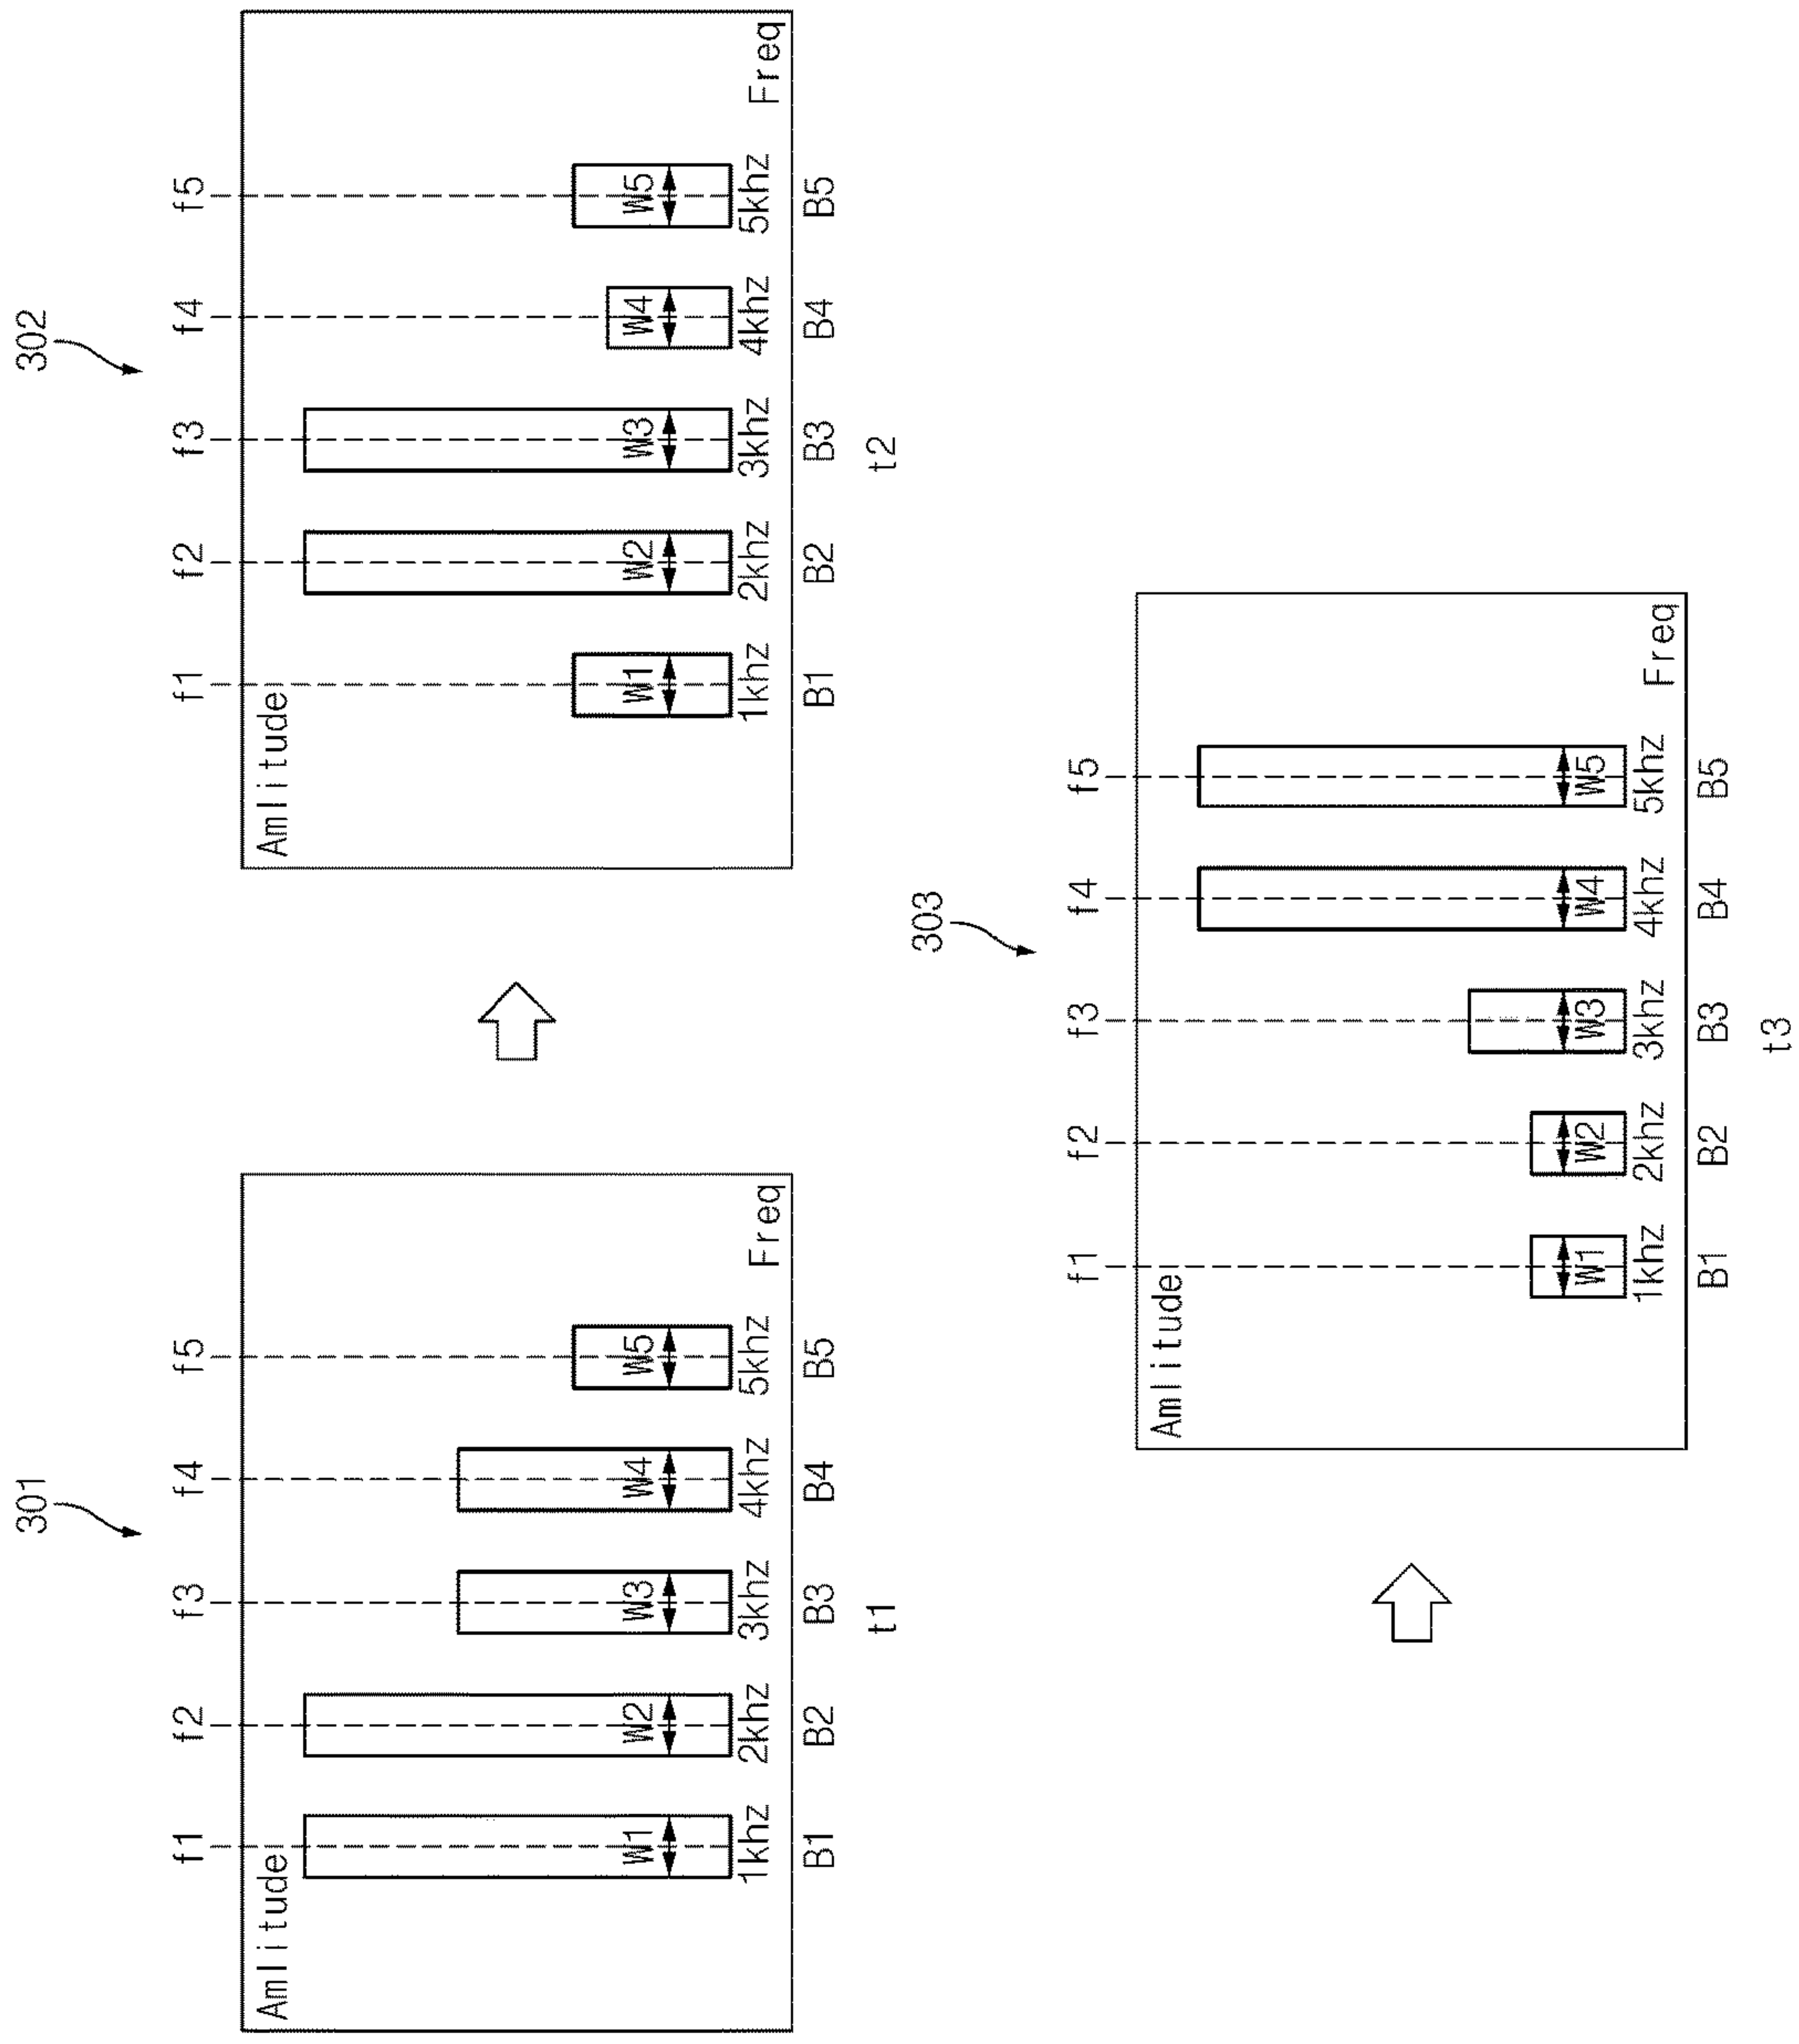 301
f1 f2 f3 f4 f5
Amlitude
W1 W2 W3 W4 W5
1khz 2khz 3khz 4khz 5khz
Freq
B1 B2 B3 B4 B5
t1
302
f1 f2 f3 f4 f5
Amlitude
W1 W2 W3 W4 W5
1khz 2khz 3khz 4khz 5khz
Freq
B1 B2 B3 B4 B5
t2
303
f1 f2 f3 f4 f5
Amlitude
W1 W2 W3 W4 W5
1khz 2khz 3khz 4khz 5khz
Freq
B1 B2 B3 B4 B5
t3